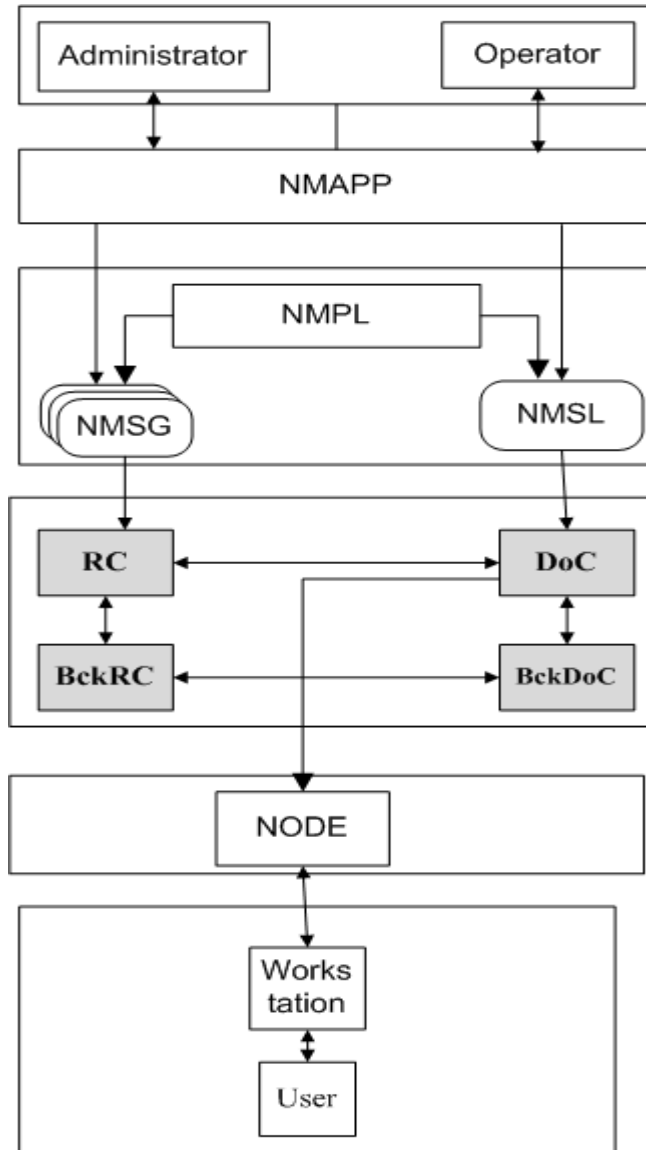 Administrator
Operator
NMAPP
NMPL
NMSG
NMSL
RC
DoC
BckRC
BckDoC
NODE
Works
tation
User